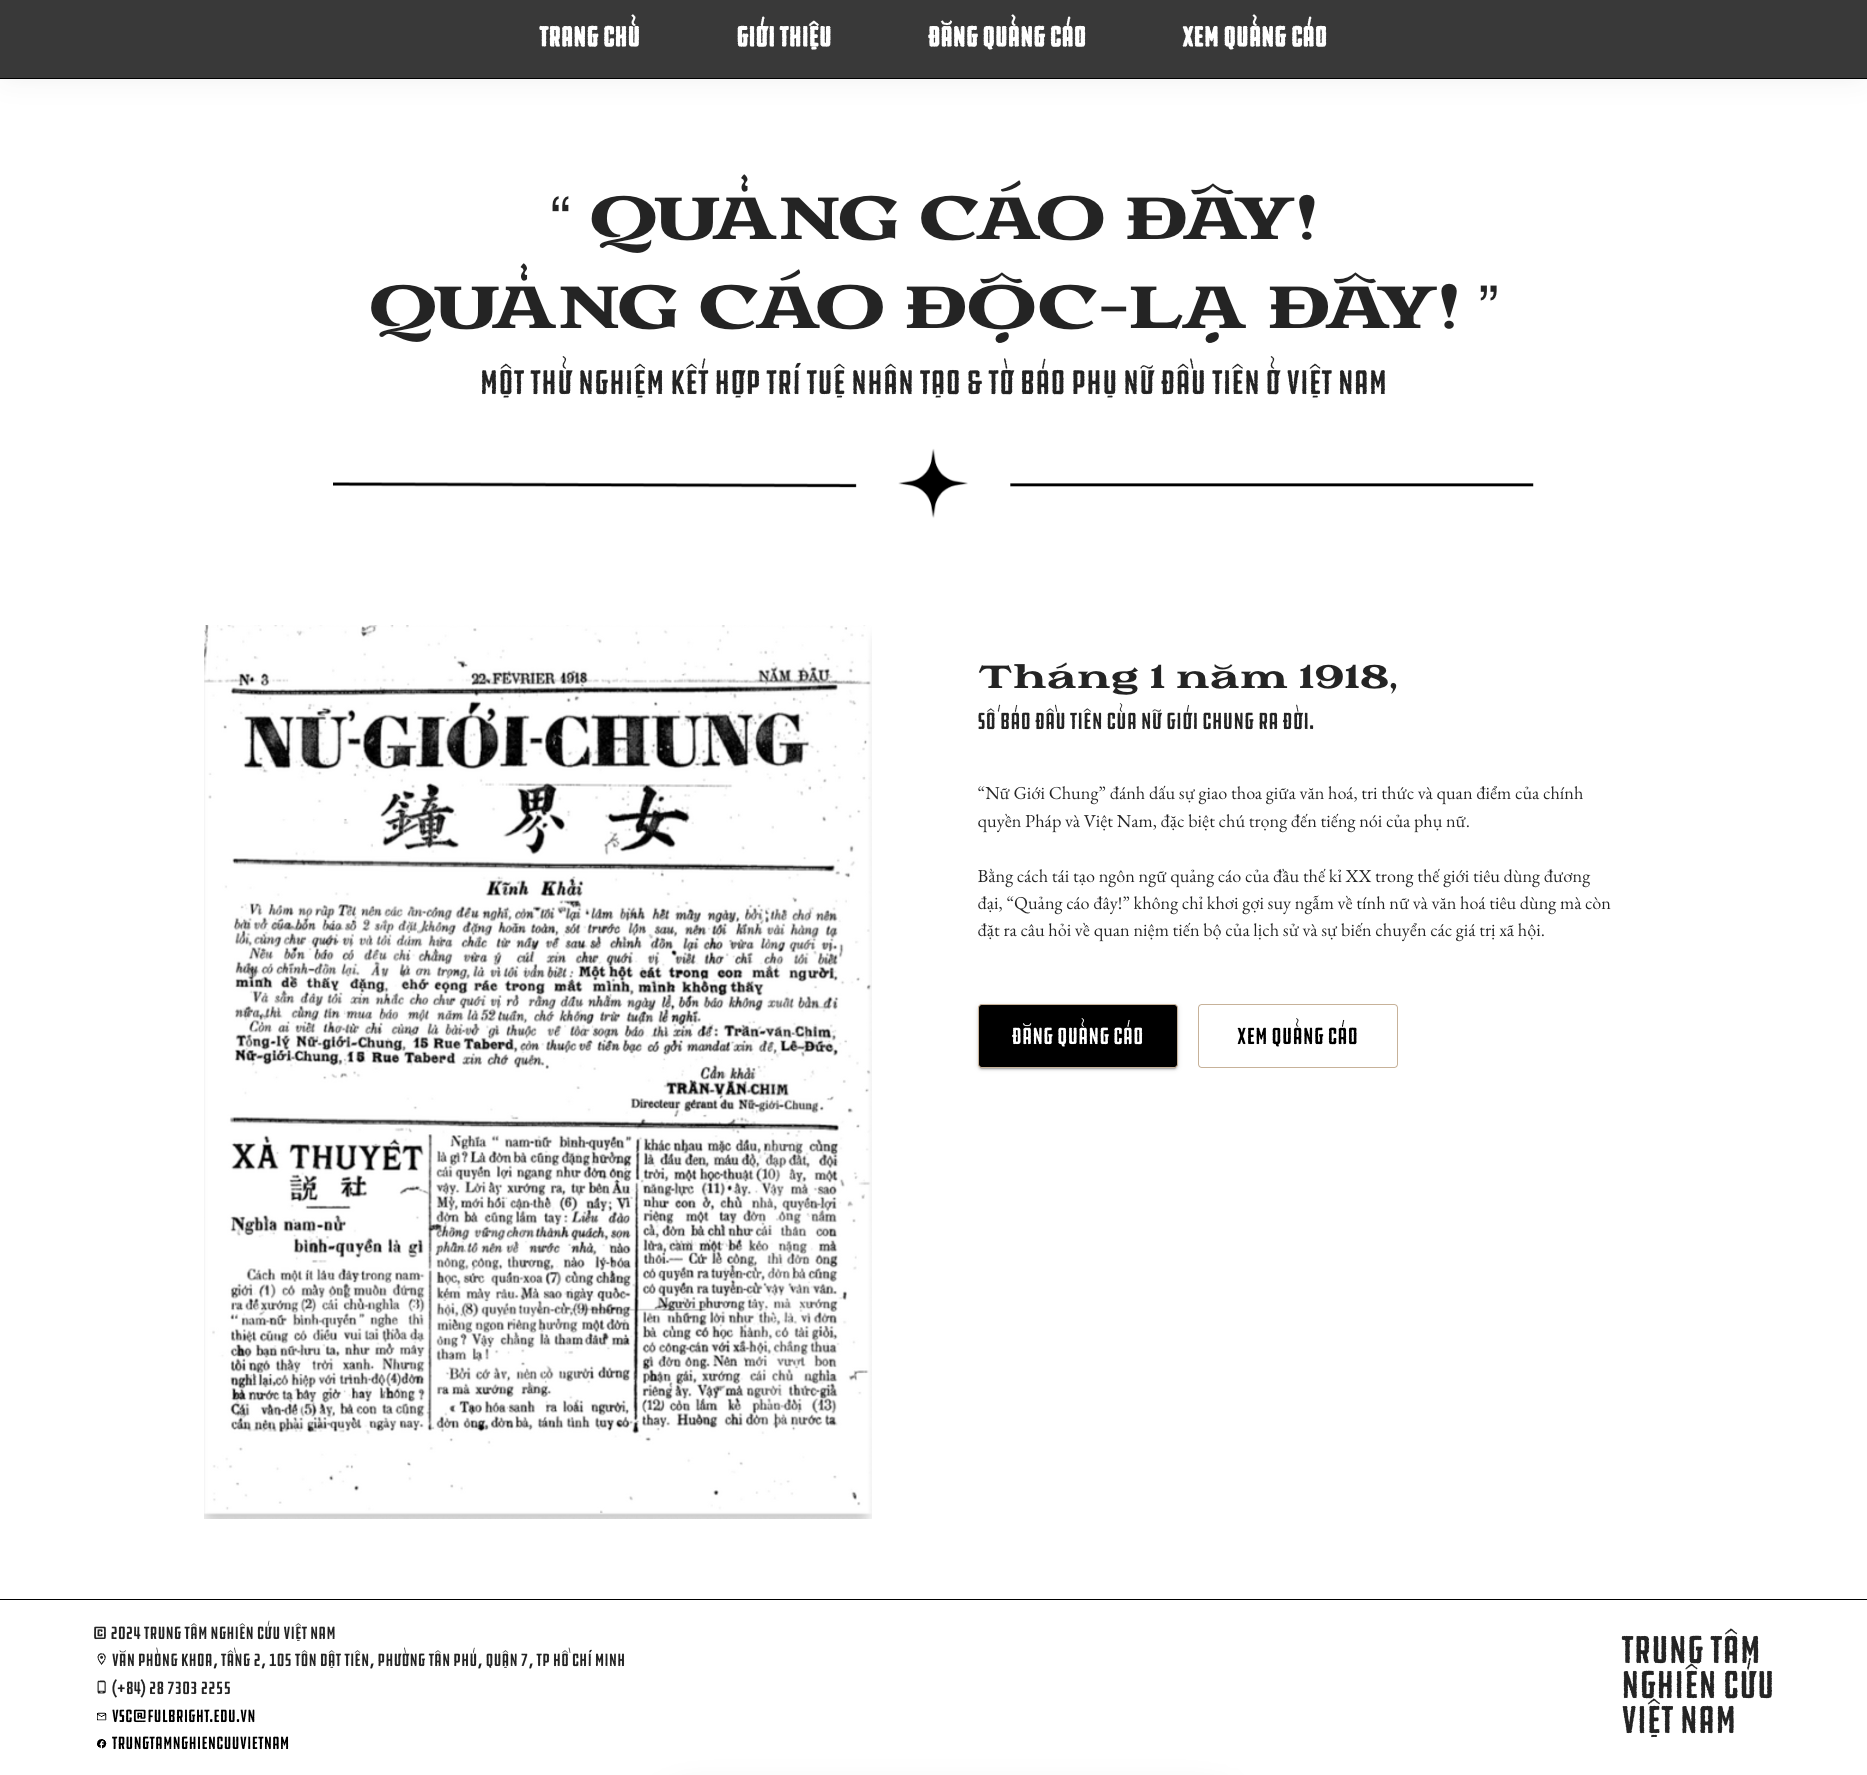 TRANG CHỦ
GIỚI THIỆU
ĐĂNG QUẢNG CÁO
XEM QUẢNG CÁO
“ QUẢNG CÁO ĐÂY!
QUẢNG CÁO ĐỘC-LẠ ĐÂY! ”
MỘT THỬ NGHIỆM KẾT HỢP TRÍ TUỆ NHÂN TẠO & TỜ BÁO PHỤ NỮ ĐẦU TIÊN Ở VIỆT NAM
Nº 3
22 FEVRIER 1918
NĂM ĐẦU
NỮ-GIỚI-CHUNG
鐘 界 女
Kĩnh Khải
Vì hôm nọ rằp Tết nên các ấn-công đều nghỉ, còn tôi lại lâm bịnh hết mấy ngày, bởi thế cho nên
bài vở của bổn báo số 2 sắp đặt không đặng hoàn toàn, sót trước lộn sau, nên tôi kính vài hàng tạ
lỗi, cùng chư quới vị và tôi dám hứa chắc từ nầy về sau sẽ chỉnh đốn lại cho vừa lòng quới vị.
Nếu bổn báo có đều chi chẳng vừa ý cúi xin chư quới vị viết thơ chỉ cho tôi biết
hầy có chỉnh-đốn lại. Ấy là ơn trọng, là vì tôi vẫn biết : Một hột cát trong con mắt người,
mình dễ thấy đặng, chớ cọng rác trong mắt mình, mình không thấy
Và sẵn đây tôi xin nhắc cho chư quới vị rõ rằng dầu nhằm ngày lễ, bổn báo không xuất bản đi
nữa, thì cũng tín mua báo một năm là 52 tuần, chớ không trừ tuần lễ nghỉ.
Còn ai viết thơ-từ chi cùng là bài-vở gì thuộc về tòa soạn báo thì xin đề : Trần-văn-Chim,
Tổng-lý Nữ-giới-Chung, 15 Rue Taberd, còn thuộc về tiền bạc có gởi mandat xin đề, Lê-Đức,
Nữ-giới-Chung, 15 Rue Taberd xin chớ quên.
Cẩn khải
TRẦN-VĂN-CHIM
Directeur gérant du Nữ-giới-Chung.
XÃ THUYẾT
説 社
Nghĩa nam-nữ
bình-quyền là gì
Cách một ít lâu đây trong nam-
giới (1) có mấy ông muốn đứng
ra đề xướng (2) cái chủ-nghĩa (3)
“ nam-nữ bình-quyền ” nghe thì
thiệt cũng có điều vui tai thỏa dạ
cho bạn nữ-lưu ta, như mở mây
tối ngó thấy trời xanh. Nhưng
nghĩ lại, có hiệp với trình-độ (4) đờn
bà nước ta bây giờ hay không ?
Cái vấn-đề (5) ấy, bà con ta cũng
cần nên phải giải-quyết ngày nay.
Nghĩa “ nam-nữ bình-quyền ”
là gì ? Là đờn bà cũng đặng hưởng
cái quyền lợi ngang như đờn ông
vậy. Lời ấy xướng ra, tự bên Âu
Mỹ, mới hồi cận-thế (6) nầy ; Vì
đờn bà cũng lắm tay : Liễu đào
chống vững chơn thành quách, son
phấn tô nên vẻ nước nhà, nào
nông, công, thương, nào lý-hóa
học, sức quần-xoa (7) cũng chẳng
kém mày râu. Mà sao ngày quốc-
hội, (8) quyền tuyển-cử, (9) những
miếng ngon riêng hưởng một đờn
ông ? Vậy chẳng là tham dâu mà
tham lạ !
Bởi cớ ấy, nên có người đứng
ra mà xướng rằng.
« Tạo hóa sanh ra loài người,
đờn ông, đờn bà, tánh tình tuy có
khác nhau mặc dầu, nhưng cũng
là đầu đen, máu đỏ, đạp đất, đội
trời, một học-thuật (10) ấy, một
năng-lực (11) ấy. Vậy mà sao
như con ở, chủ nhà, quyền-lợi
riêng một tay đờn ông nắm
cả, đờn bà chỉ như cái thân con
lừa, cam một bề kéo nặng mà
thôi.— Cứ lẽ công, thì đờn ông
có quyền ra tuyển-cử, đờn bà cũng
có quyền ra tuyển-cử vậy vân vân.
Người phương tây, mà xướng
lên những lời như thế, là vì đờn
bà cũng có học hành, có tài giỏi,
có công-cán với xã-hội, chẳng thua
gì đờn ông. Nên mới vượt bon
phận gái, xướng cái chủ nghĩa
riêng ấy. Vậy mà người thức-giả
(12) còn lắm kẻ phản-đối (13)
thay. Huống chi đờn bà nước ta
Tháng 1 năm 1918,
SỐ BÁO ĐẦU TIÊN CỦA NỮ GIỚI CHUNG RA ĐỜI.
“Nữ Giới Chung” đánh dấu sự giao thoa giữa văn hoá, tri thức và quan điểm của chính
quyền Pháp và Việt Nam, đặc biệt chú trọng đến tiếng nói của phụ nữ.
Bằng cách tái tạo ngôn ngữ quảng cáo của đầu thế kỉ XX trong thế giới tiêu dùng đương
đại, “Quảng cáo đây!” không chỉ khơi gợi suy ngẫm về tính nữ và văn hoá tiêu dùng mà còn
đặt ra câu hỏi về quan niệm tiến bộ của lịch sử và sự biến chuyển các giá trị xã hội.
ĐĂNG QUẢNG CÁO
XEM QUẢNG CÁO
© 2024 TRUNG TÂM NGHIÊN CỨU VIỆT NAM
VĂN PHÒNG KHOA, TẦNG 2, 105 TÔN DẬT TIÊN, PHƯỜNG TÂN PHÚ, QUẬN 7, TP HỒ CHÍ MINH
(+84) 28 7303 2255
VSC@FULBRIGHT.EDU.VN
TRUNGTAMNGHIENCUUVIETNAM
TRUNG TÂM
NGHIÊN CỨU
VIỆT NAM